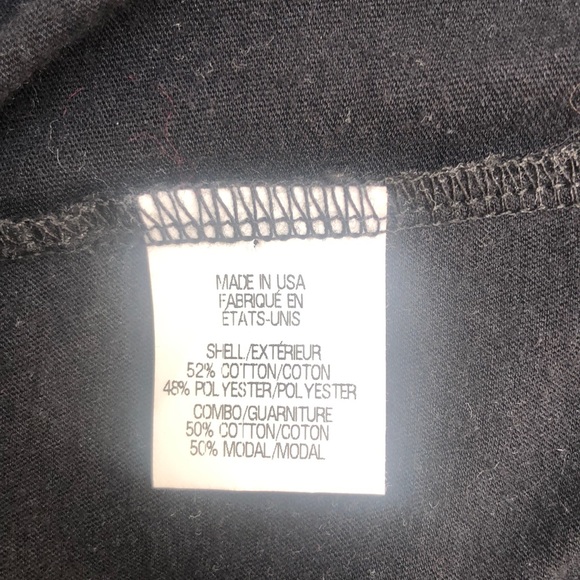 MADE IN USA
FABRIQUÉ EN
ÉTATS-UNIS
SHELL/EXTÉRIEUR
52% COTTON/COTON
48% POLYESTER/POLYESTER
COMBO/GUARNITURE
50% COTTON/COTON
50% MODAL/MODAL